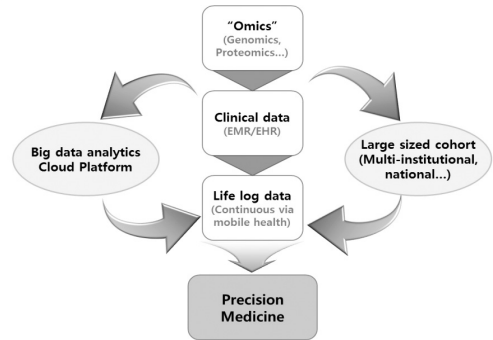 “Omics”
(Genomics,
Proteomics...)
Clinical data
(EMR/EHR)
Big data analytics
Cloud Platform
Large sized cohort
(Multi-institutional,
national...)
Life log data
(Continuous via
mobile health)
Precision
Medicine